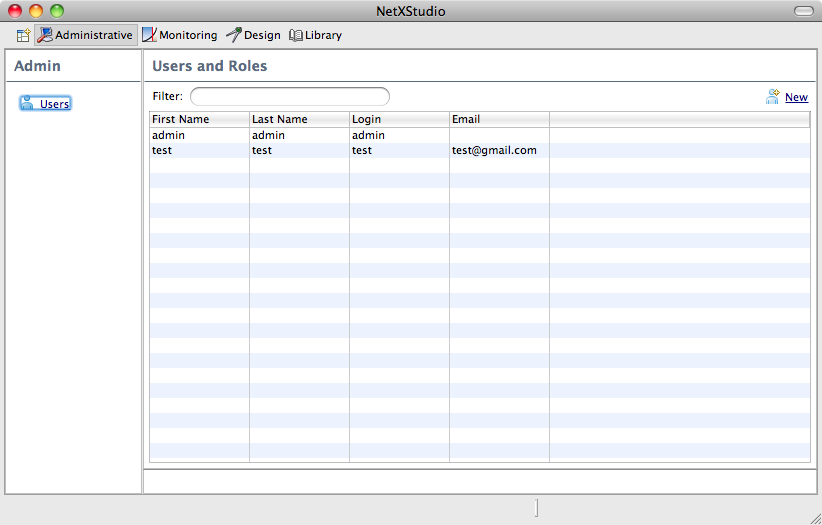 NetXStudio
Administrative Monitoring Design Library
Admin
Users
Users and Roles
Filter:
New
First Name Last Name Login Email
admin admin admin
test test test test@gmail.com